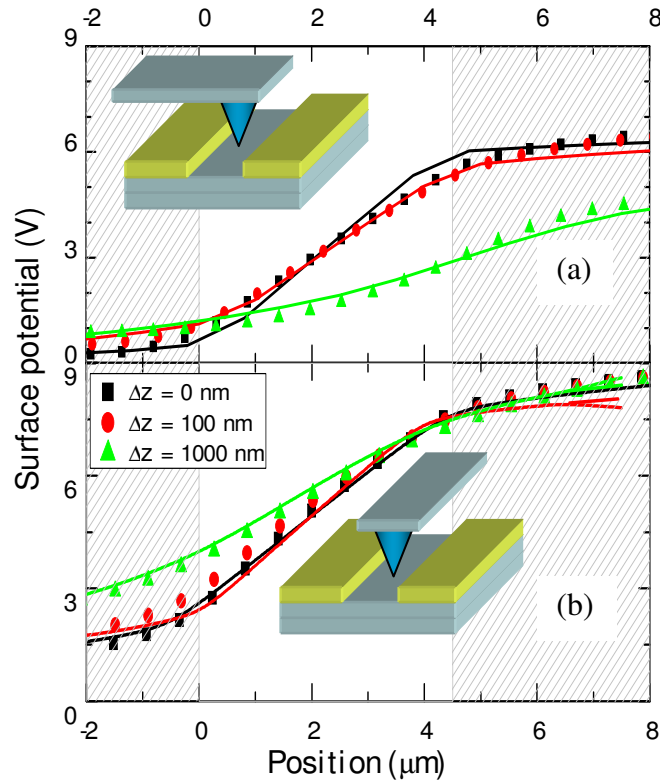 -2 0 2 4 6 8
9
6
3
0
(a)
9
6
3
0
Δz = 0 nm
Δz = 100 nm
Δz = 1000 nm
(b)
-2 0 2 4 6 8
Surface potential (V)
Position (μm)